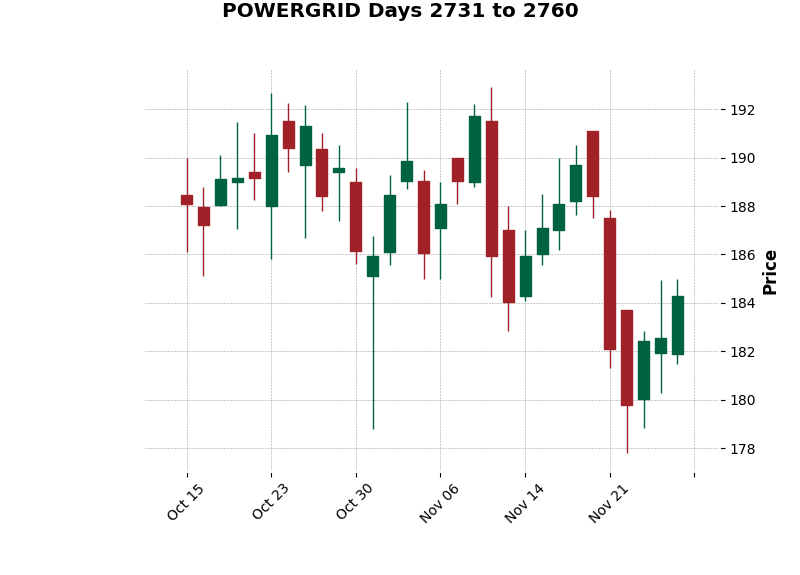 POWERGRID Days 2731 to 2760
192
190
188
186
184
182
180
178
Price
Oct 15
Oct 23
Oct 30
Nov 06
Nov 14
Nov 21